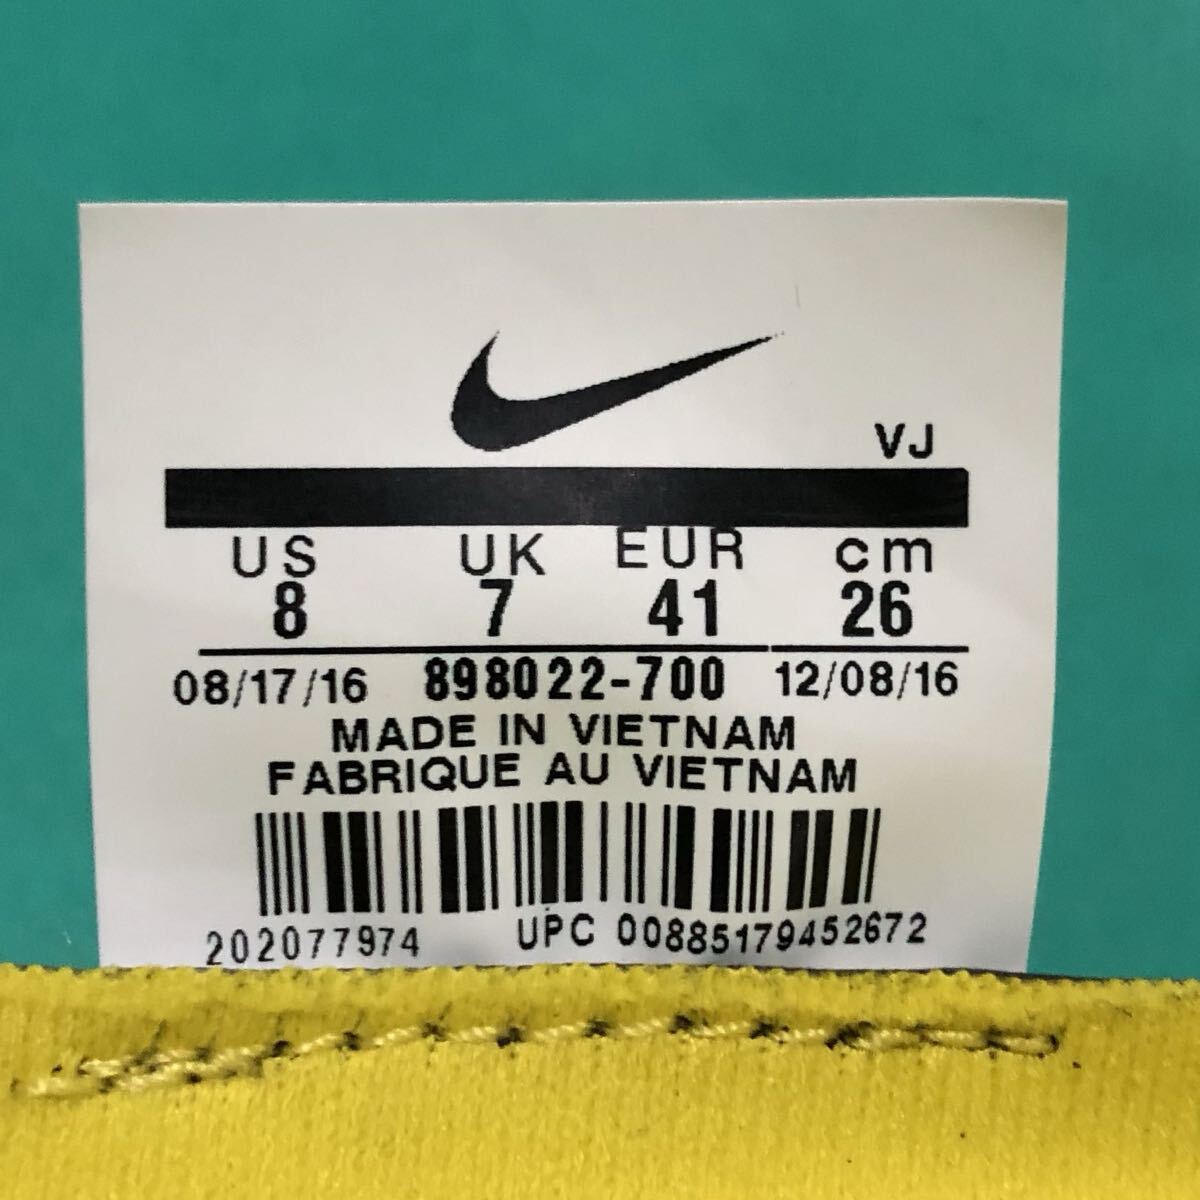 VJ
US UK EUR cm
8 7 41 26
08/17/16 898022-700 12/08/16
MADE IN VIETNAM
FABRIQUE AU VIETNAM
202077974 UPC 00885179452672